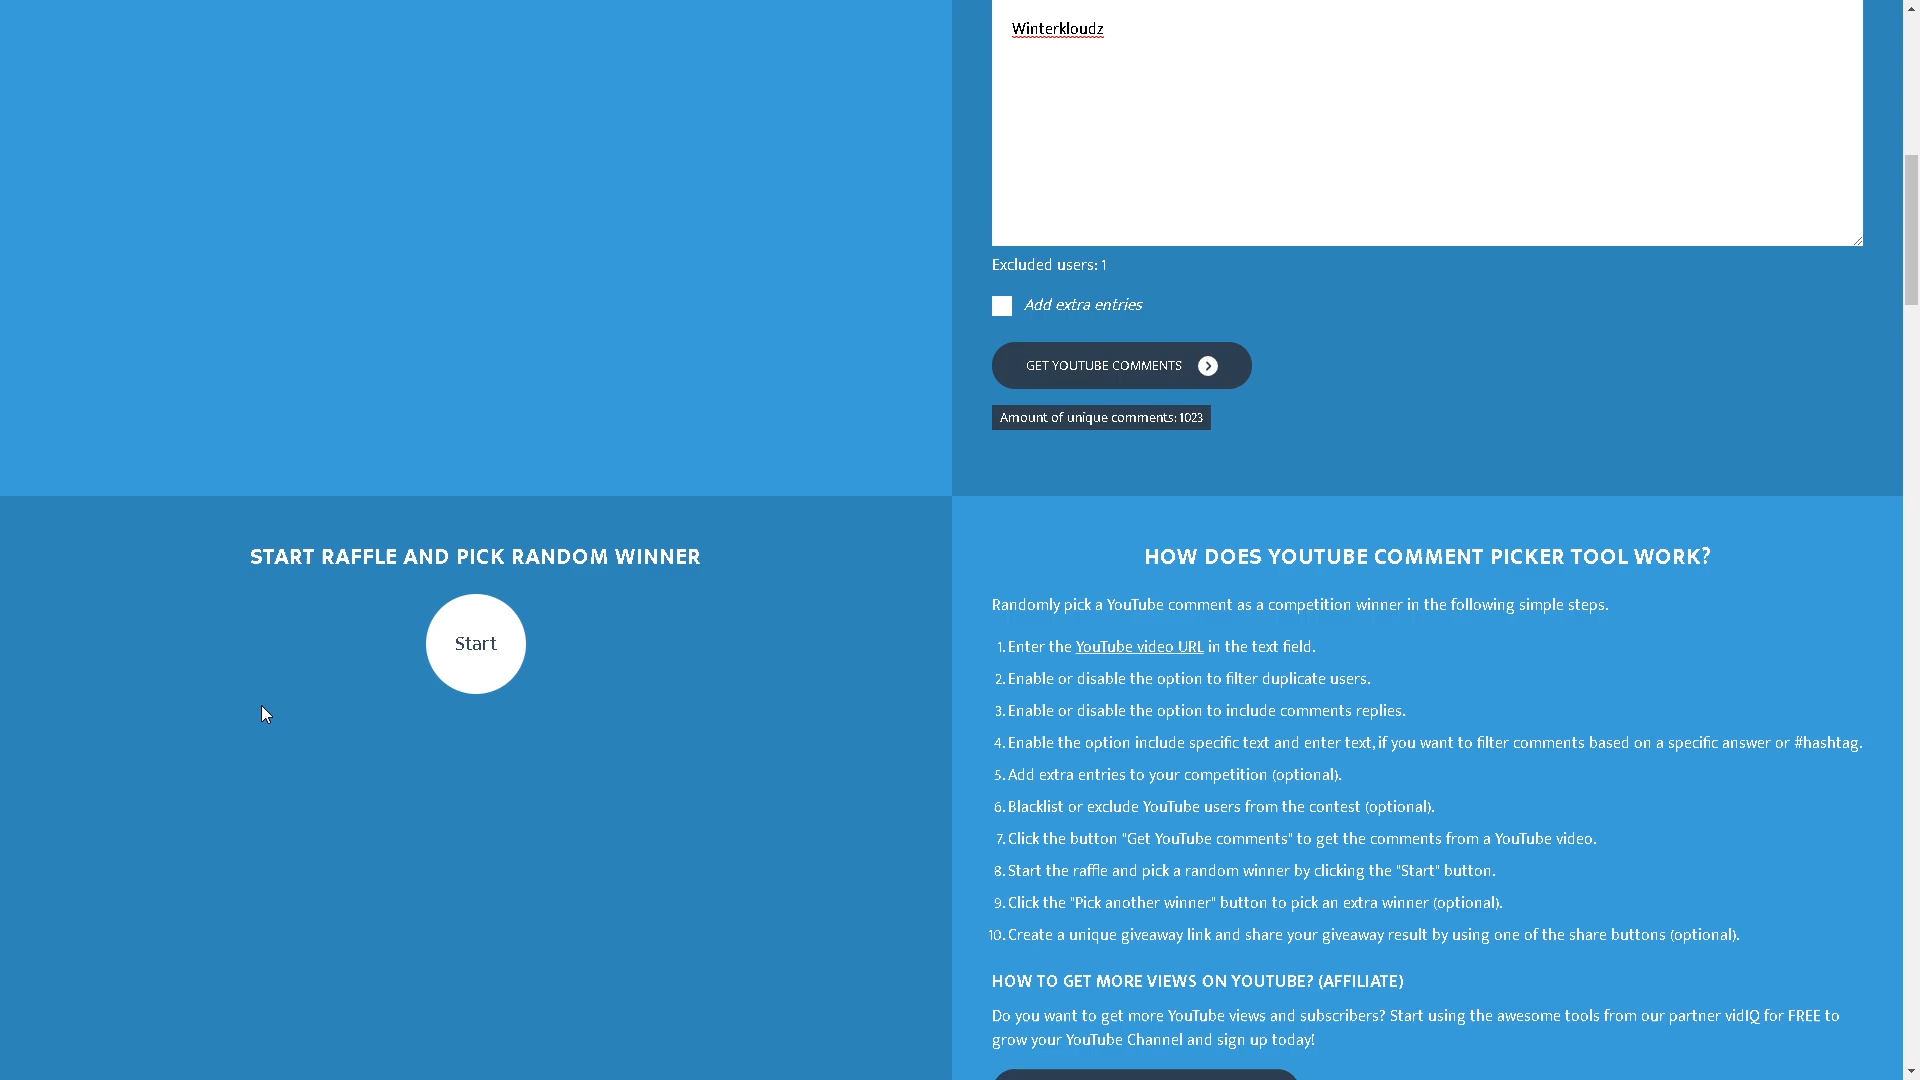 Winterkloudz
Excluded users: 1
Add extra entries
GET YOUTUBE COMMENTS
Amount of unique comments: 1023
START RAFFLE AND PICK RANDOM WINNER
Start
HOW DOES YOUTUBE COMMENT PICKER TOOL WORK?
Randomly pick a YouTube comment as a competition winner in the following simple steps.
1. Enter the YouTube video URL in the text field.
2. Enable or disable the option to filter duplicate users.
3. Enable or disable the option to include comments replies.
4. Enable the option include specific text and enter text, if you want to filter comments based on a specific answer or #hashtag.
5. Add extra entries to your competition (optional).
6. Blacklist or exclude YouTube users from the contest (optional).
7. Click the button "Get YouTube comments" to get the comments from a YouTube video.
8. Start the raffle and pick a random winner by clicking the "Start" button.
9. Click the "Pick another winner" button to pick an extra winner (optional).
10. Create a unique giveaway link and share your giveaway result by using one of the share buttons (optional).
HOW TO GET MORE VIEWS ON YOUTUBE? (AFFILIATE)
Do you want to get more YouTube views and subscribers? Start using the awesome tools from our partner vidIQ for FREE to
grow your YouTube Channel and sign up today!